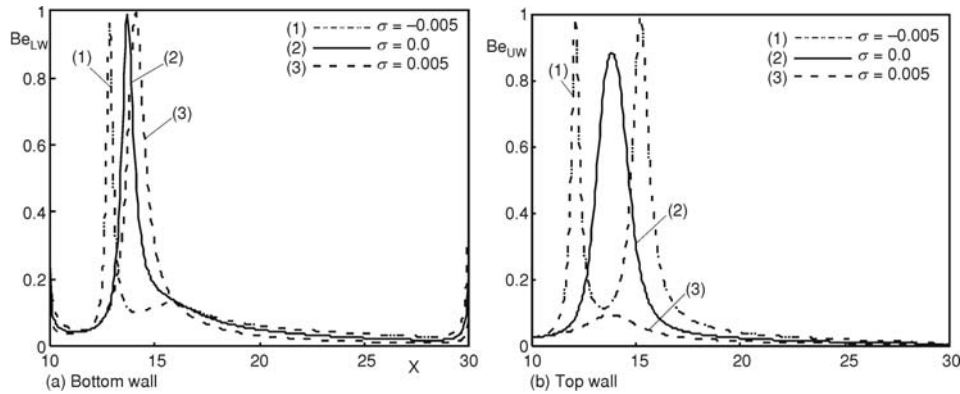 1
Be_LW
0.8
0.6
0.4
0.2
0
10
15
20
25
30
X
(1) σ = –0.005
(2) σ = 0.0
(3) σ = 0.005
(1)
(2)
(3)
(a) Bottom wall
1
Be_UW
0.8
0.6
0.4
0.2
0
10
15
20
25
30
(1) σ = –0.005
(2) σ = 0.0
(3) σ = 0.005
(1)
(2)
(3)
(b) Top wall